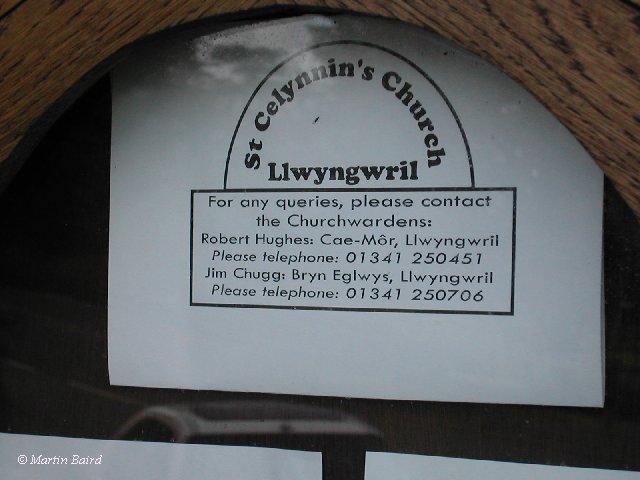 St Celynnin's Church
Llwyngwril
For any queries, please contact
the Churchwardens:
Robert Hughes: Cae-Môr, Llwyngwril
Please telephone: 01341 250451
Jim Chugg: Bryn Eglwys, Llwyngwril
Please telephone: 01341 250706
© Martin Baird